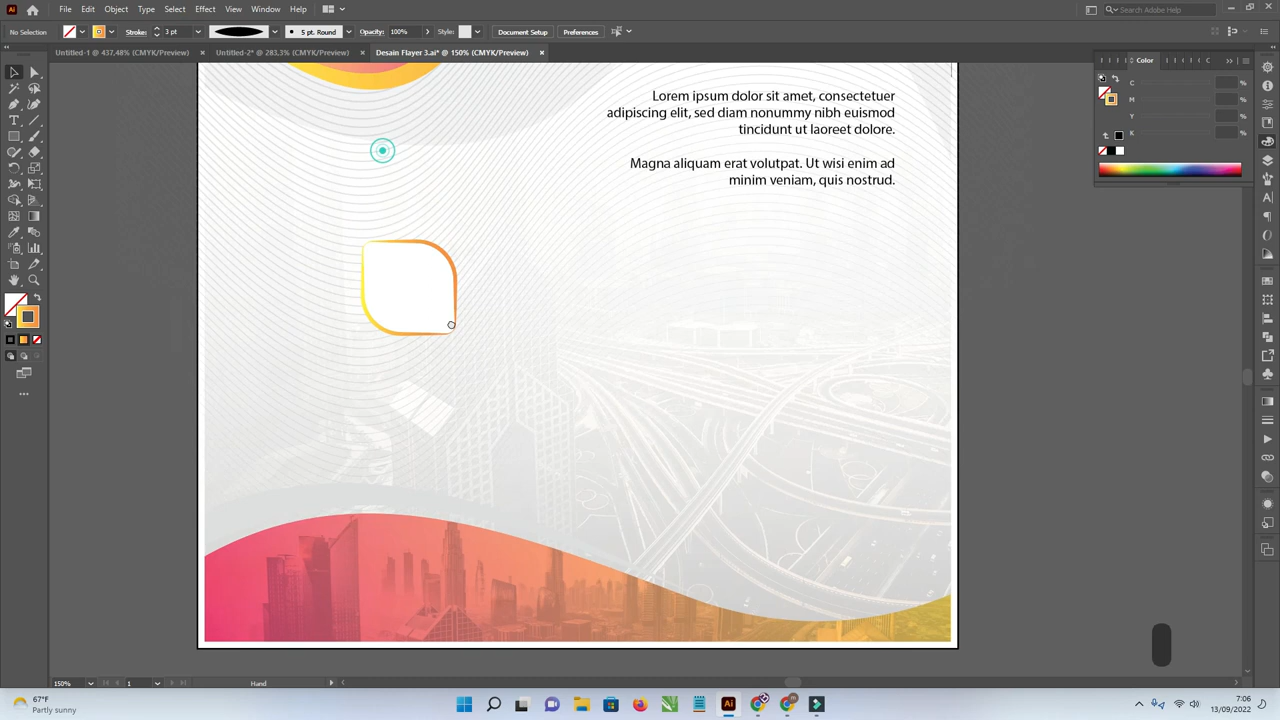 File Edit Object Type Select Effect View Window Help
Search Adobe Help
No Selection Stroke: 3 pt 5 pt. Round Opacity: 100% Style: Document Setup Preferences
Untitled-1 @ 437,48% (CMYK/Preview) Untitled-2* @ 283,3% (CMYK/Preview) Desain Flayer 3.ai* @ 150% (CMYK/Preview)
Color C
C %
M %
Y %
K %
Lorem ipsum dolor sit amet, consectetuer
adipiscing elit, sed diam nonummy nibh euismod
tincidunt ut laoreet dolore.
Magna aliquam erat volutpat. Ut wisi enim ad
minim veniam, quis nostrud.
150% 1 Hand
67°F
Partly sunny
Ai
7:06
13/09/2022